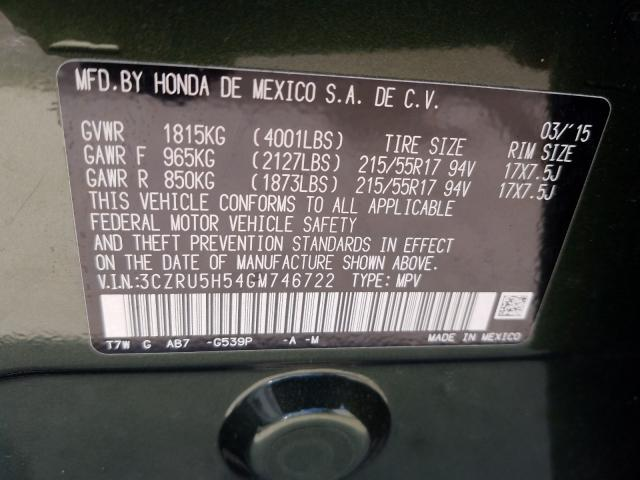 MFD.BY HONDA DE MEXICO S.A. DE C.V.
03/'15
GVWR 1815KG (4001LBS) TIRE SIZE RIM SIZE
GAWR F 965KG (2127LBS) 215/55R17 94V 17X7.5J
GAWR R 850KG (1873LBS) 215/55R17 94V 17X7.5J
THIS VEHICLE CONFORMS TO ALL APPLICABLE
FEDERAL MOTOR VEHICLE SAFETY
AND THEFT PREVENTION STANDARDS IN EFFECT
ON THE DATE OF MANUFACTURE SHOWN ABOVE.
V.I.N.:3CZRU5H54GM746722 TYPE: MPV
T7W G AB7 -G539P -A -M MADE IN MEXICO